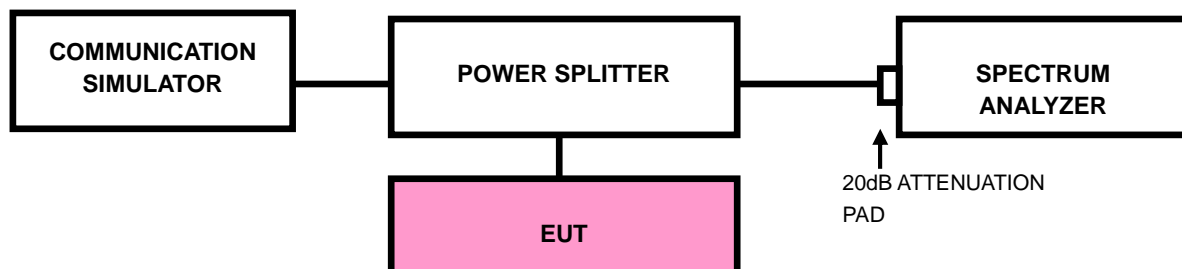 COMMUNICATION
SIMULATOR
POWER SPLITTER
SPECTRUM
ANALYZER
20dB ATTENUATION
PAD
EUT